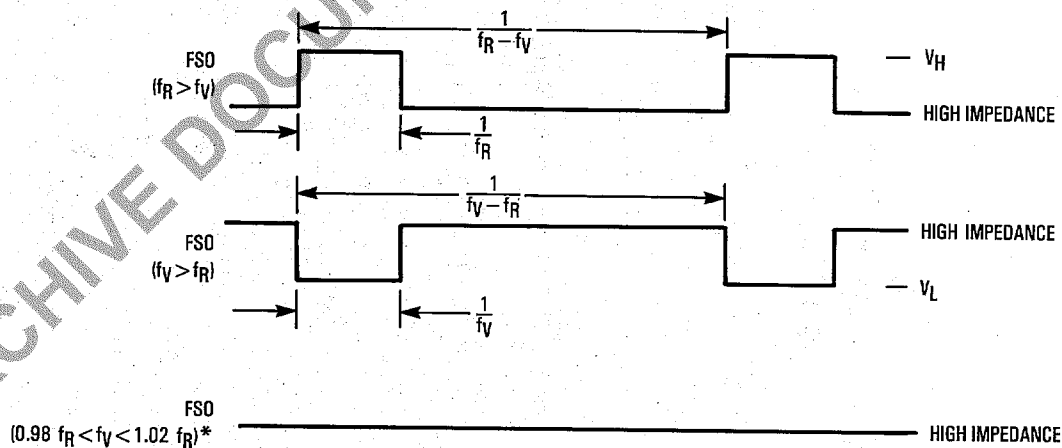 1
fR – fV
FSO
(fR > fV)
VH
HIGH IMPEDANCE
1
fR
1
fV – fR
HIGH IMPEDANCE
FSO
(fV > fR)
VL
1
fV
FSO
(0.98 fR < fV < 1.02 fR)*
HIGH IMPEDANCE